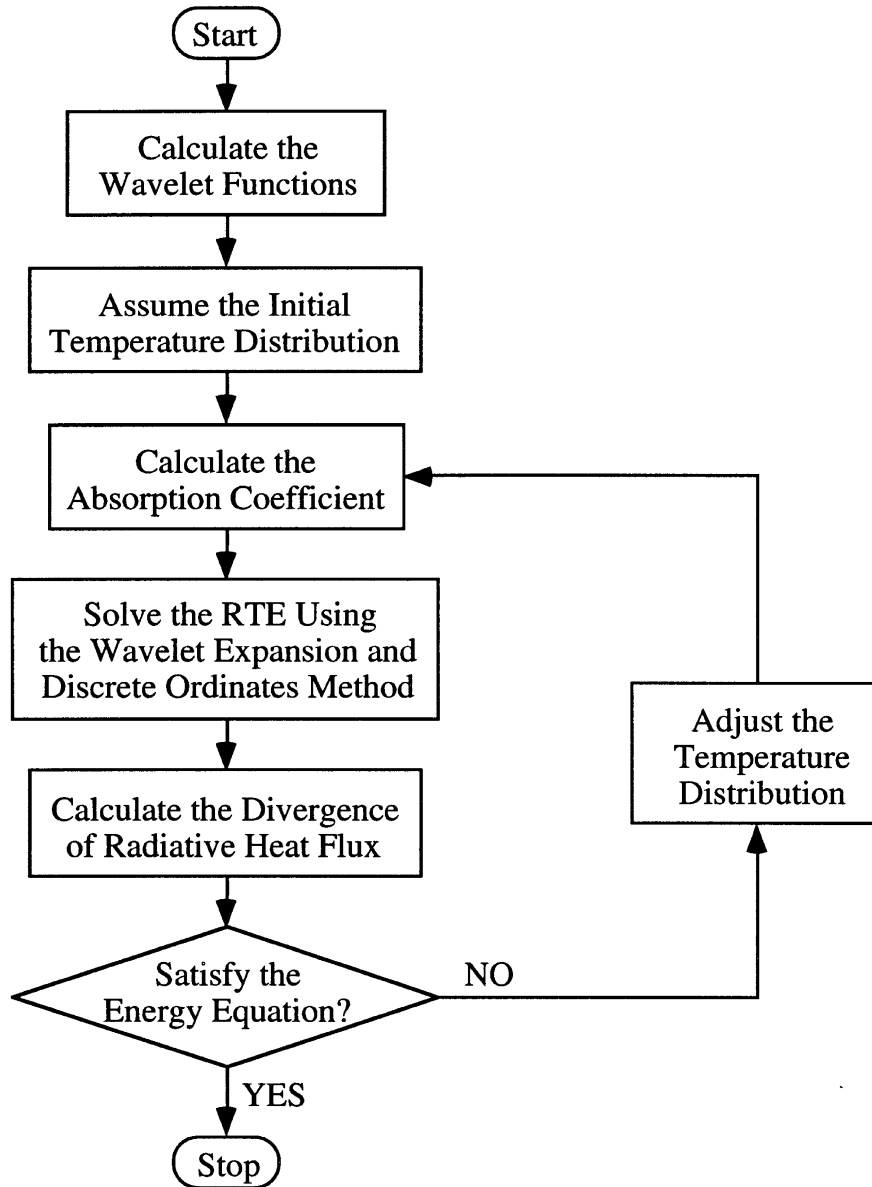 Start
Calculate the
Wavelet Functions
Assume the Initial
Temperature Distribution
Calculate the
Absorption Coefficient
Solve the RTE Using
the Wavelet Expansion and
Discrete Ordinates Method
Adjust the
Temperature
Distribution
Calculate the Divergence
of Radiative Heat Flux
Satisfy the
Energy Equation?
NO
YES
Stop